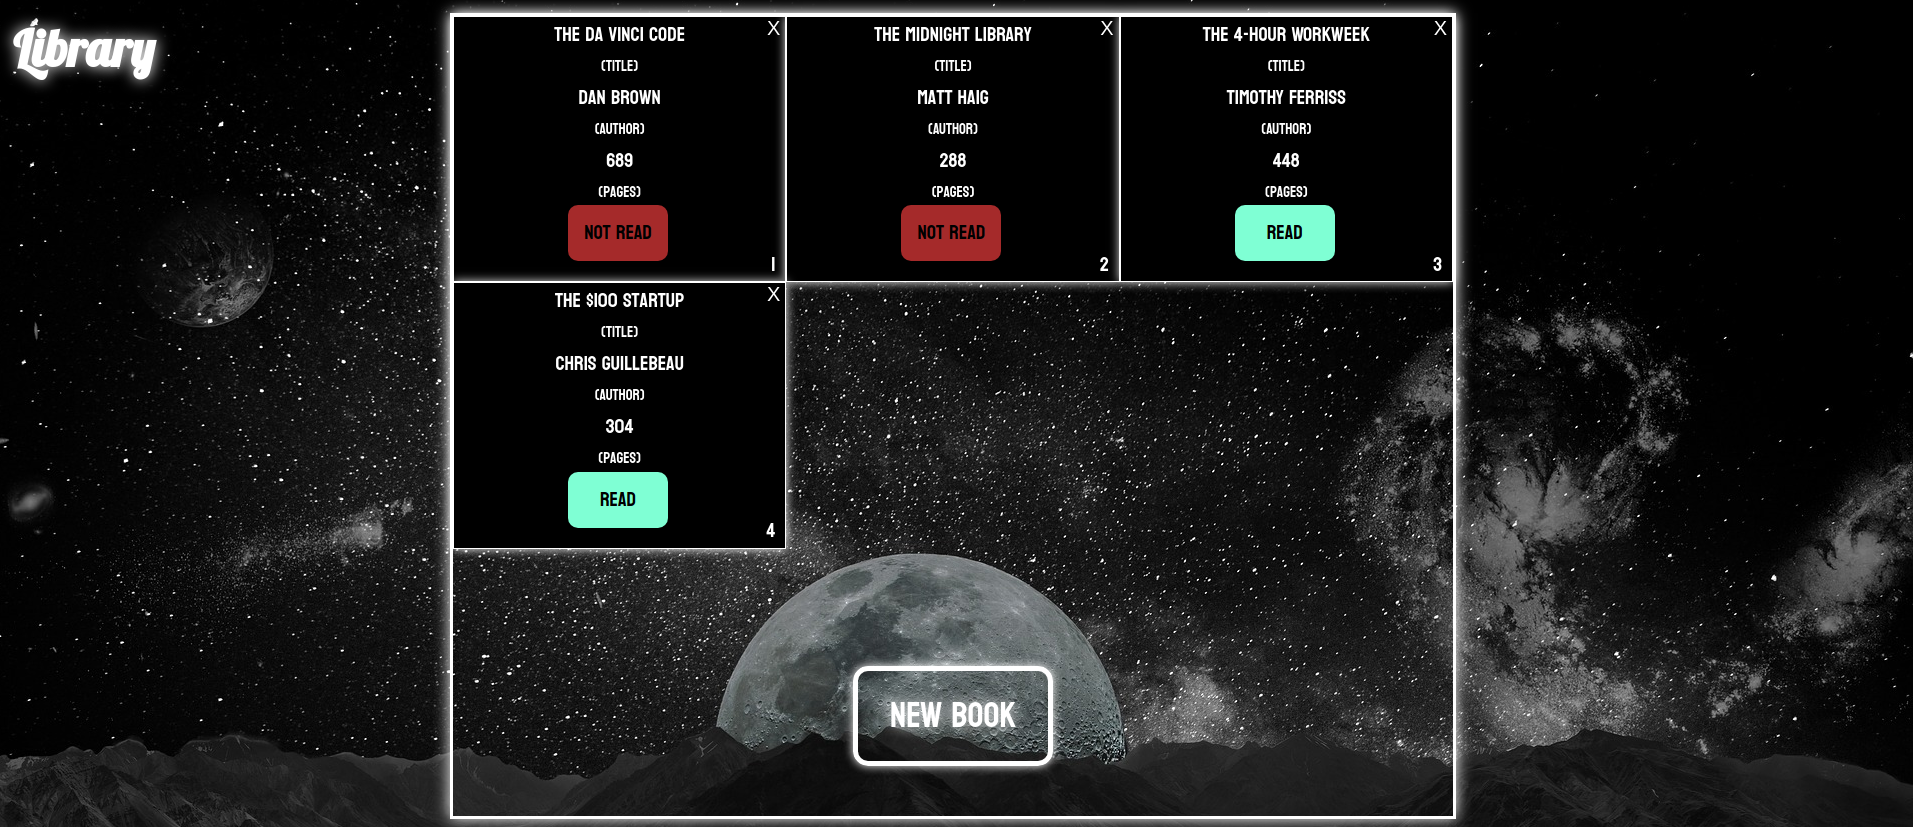 Library
X
THE DA VINCI CODE
(TITLE)
DAN BROWN
(AUTHOR)
689
(PAGES)
NOT READ
1
X
THE MIDNIGHT LIBRARY
(TITLE)
MATT HAIG
(AUTHOR)
288
(PAGES)
NOT READ
2
X
THE 4-HOUR WORKWEEK
(TITLE)
TIMOTHY FERRISS
(AUTHOR)
448
(PAGES)
READ
3
X
THE $100 STARTUP
(TITLE)
CHRIS GUILLEBEAU
(AUTHOR)
304
(PAGES)
READ
4
NEW BOOK